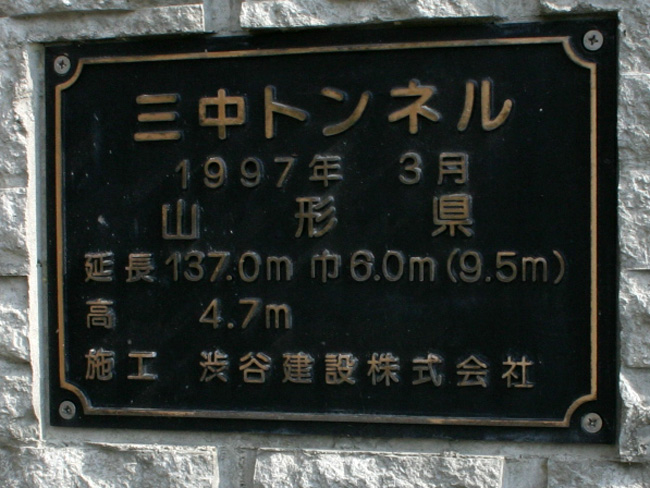 三中トンネル
1997年 3月
山形県
延長137.0m 巾6.0m(9.5m)
高 4.7m
施工 渋谷建設株式会社